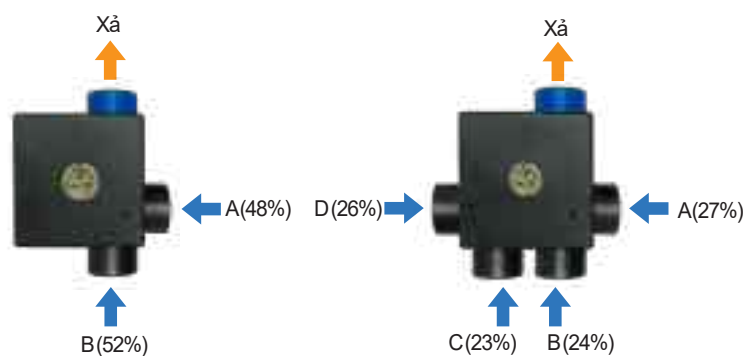 Xả
A(48%)
B(52%)
Xả
D(26%)
A(27%)
C(23%)
B(24%)